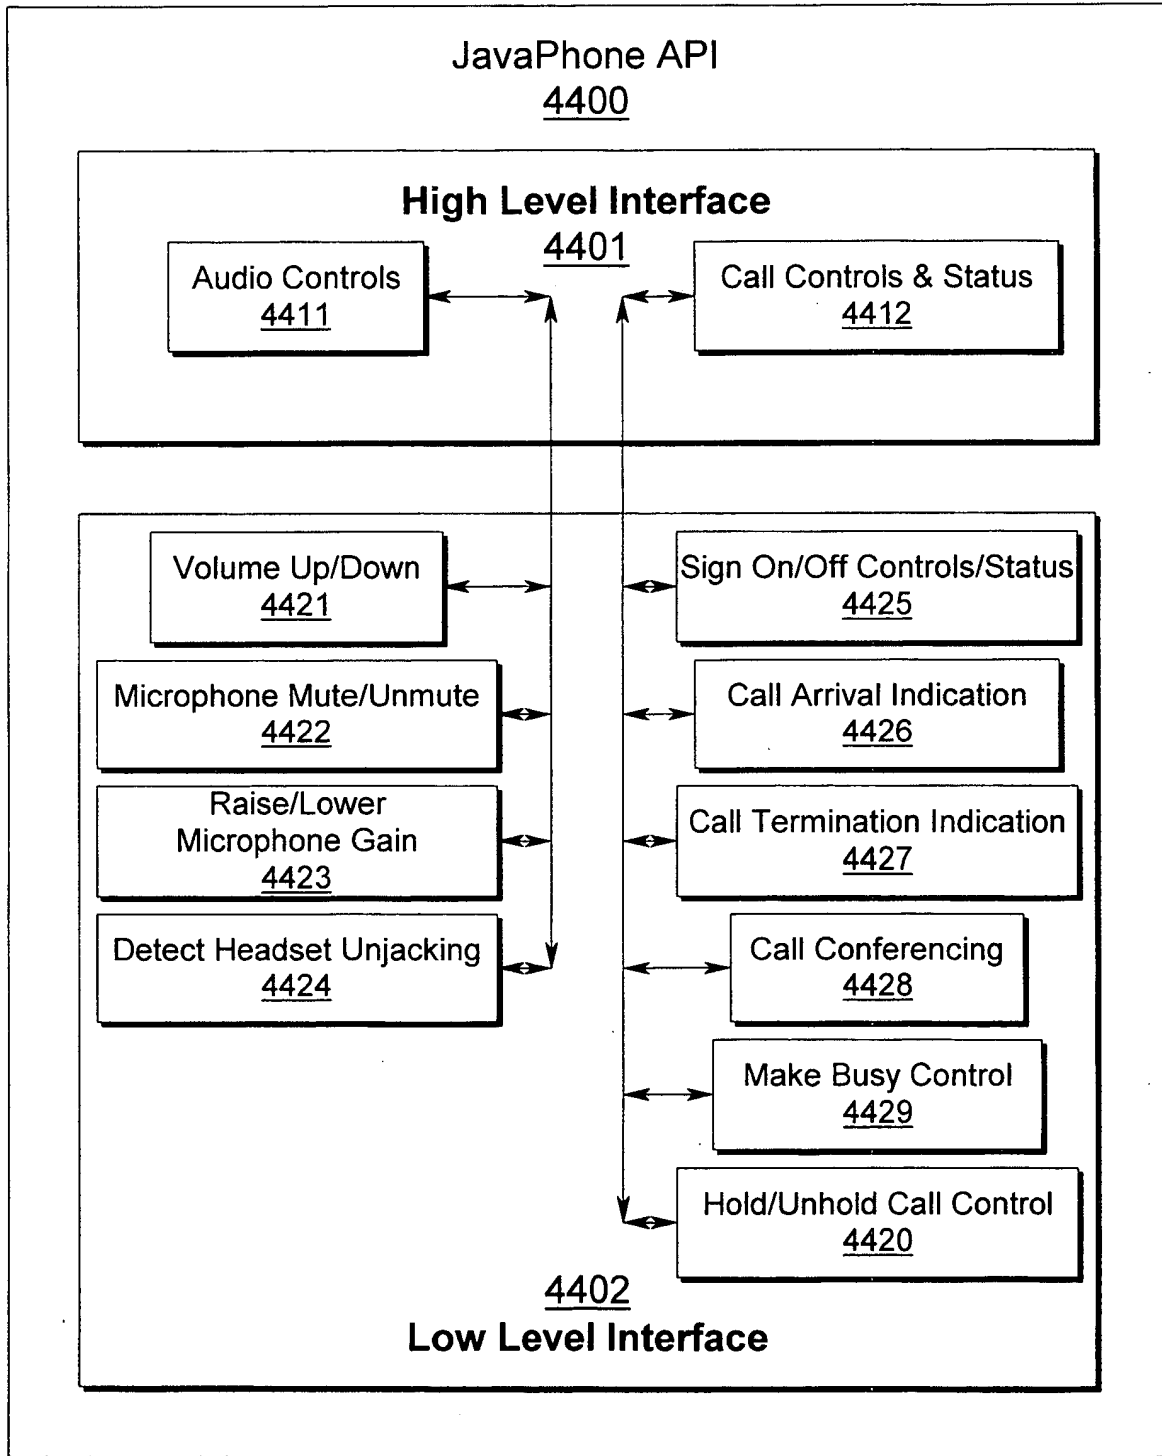 JavaPhone API
4400
High Level Interface
4401
Audio Controls
4411
Call Controls & Status
4412
Volume Up/Down
4421
Microphone Mute/Unmute
4422
Raise/Lower
Microphone Gain
4423
Detect Headset Unjacking
4424
Sign On/Off Controls/Status
4425
Call Arrival Indication
4426
Call Termination Indication
4427
Call Conferencing
4428
Make Busy Control
4429
Hold/Unhold Call Control
4420
4402
Low Level Interface